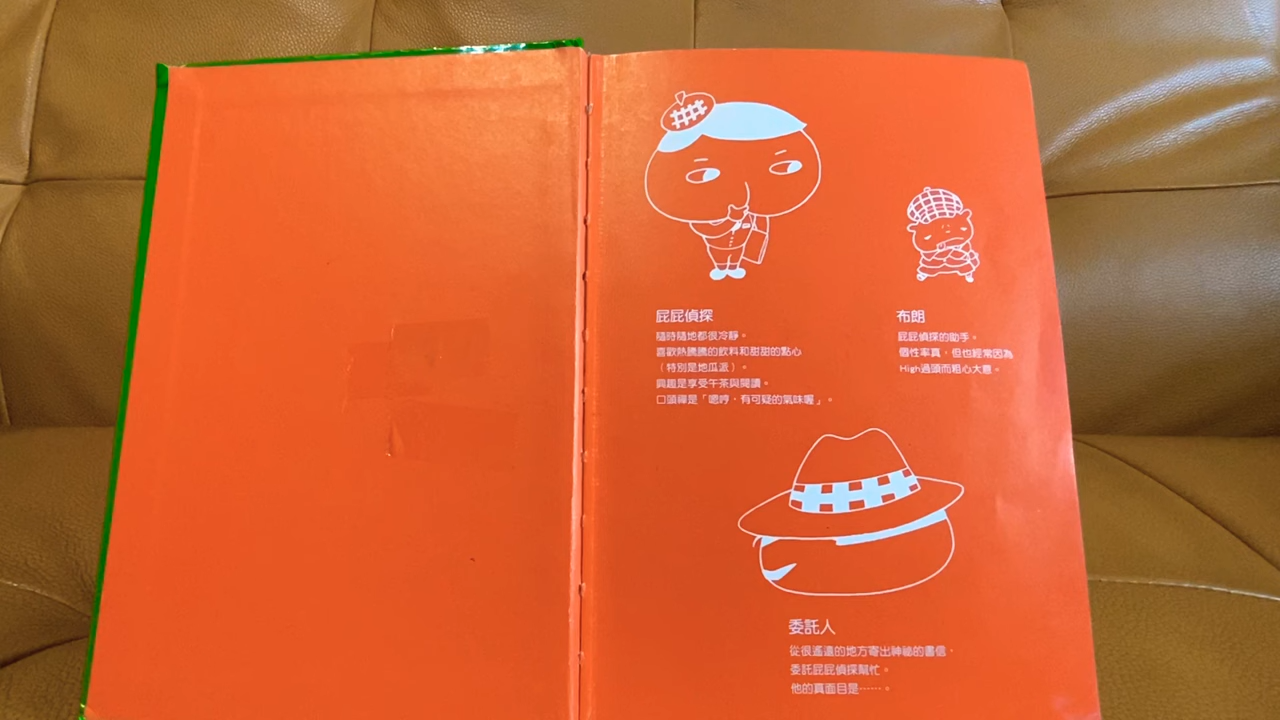 屁屁偵探
隨時隨地都很冷靜。
喜歡熱騰騰的飲料和甜甜的點心
（特別是地瓜派）。
興趣是享受午茶與閱讀。
口頭禪是「嗯哼，有可疑的氣味喔」。
布朗
屁屁偵探的助手。
個性率真，但也經常因為
High過頭而粗心大意。
委託人
從很遙遠的地方寄出神祕的書信，
委託屁屁偵探幫忙。
他的真面目是……。